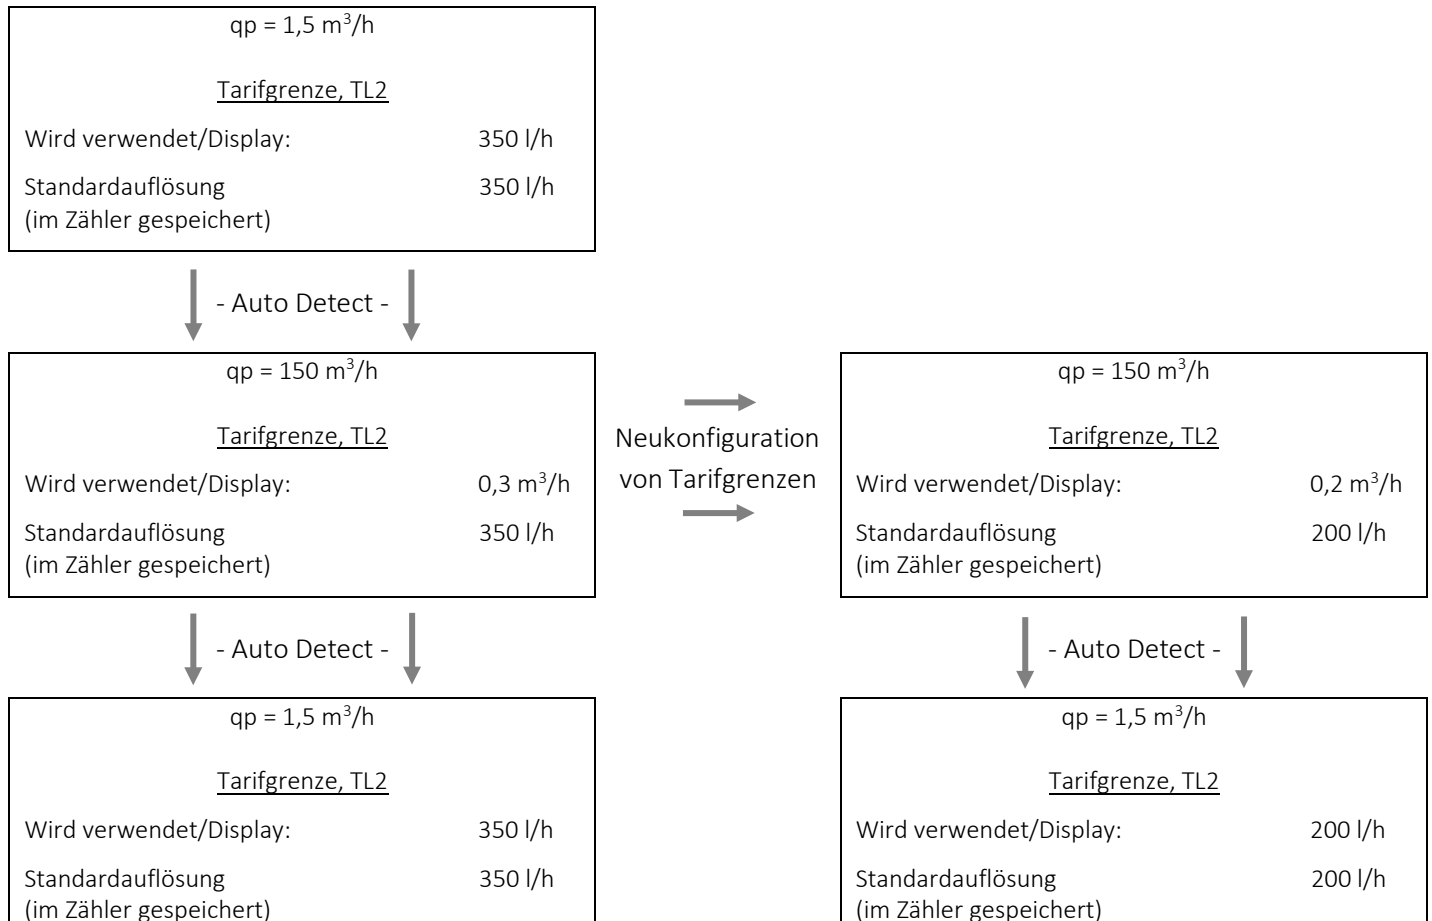 qp = 1,5 m³/h
Tarifgrenze, TL2
Wird verwendet/Display: 350 l/h
Standardauflösung 350 l/h
(im Zähler gespeichert)
- Auto Detect -
qp = 150 m³/h
Tarifgrenze, TL2
Wird verwendet/Display: 0,3 m³/h
Standardauflösung 350 l/h
(im Zähler gespeichert)
Neukonfiguration
von Tarifgrenzen
qp = 150 m³/h
Tarifgrenze, TL2
Wird verwendet/Display: 0,2 m³/h
Standardauflösung 200 l/h
(im Zähler gespeichert)
- Auto Detect -
- Auto Detect -
qp = 1,5 m³/h
Tarifgrenze, TL2
Wird verwendet/Display: 350 l/h
Standardauflösung 350 l/h
(im Zähler gespeichert)
qp = 1,5 m³/h
Tarifgrenze, TL2
Wird verwendet/Display: 200 l/h
Standardauflösung 200 l/h
(im Zähler gespeichert)